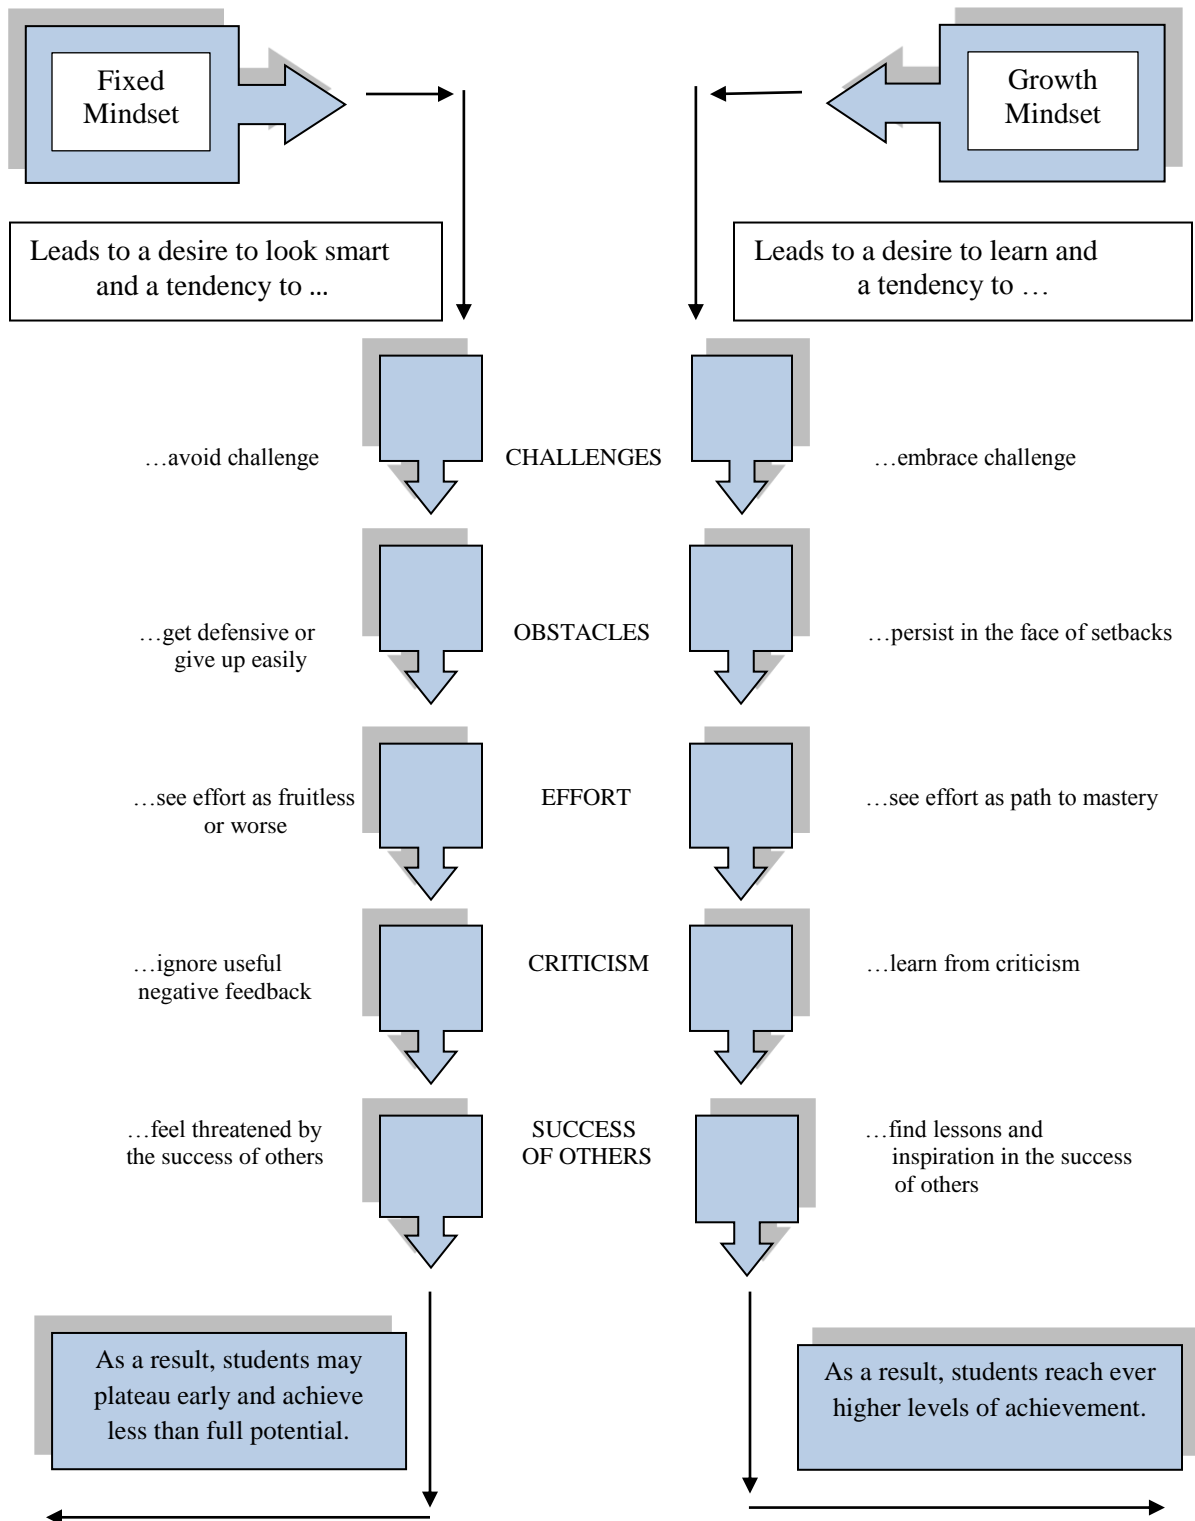 Fixed
Mindset
Growth
Mindset
Leads to a desire to look smart
and a tendency to ...
Leads to a desire to learn and
a tendency to …
…avoid challenge
CHALLENGES
…embrace challenge
…get defensive or
give up easily
OBSTACLES
…persist in the face of setbacks
…see effort as fruitless
or worse
EFFORT
…see effort as path to mastery
…ignore useful
negative feedback
CRITICISM
…learn from criticism
…feel threatened by
the success of others
SUCCESS
OF OTHERS
…find lessons and
inspiration in the success
of others
As a result, students may
plateau early and achieve
less than full potential.
As a result, students reach ever
higher levels of achievement.